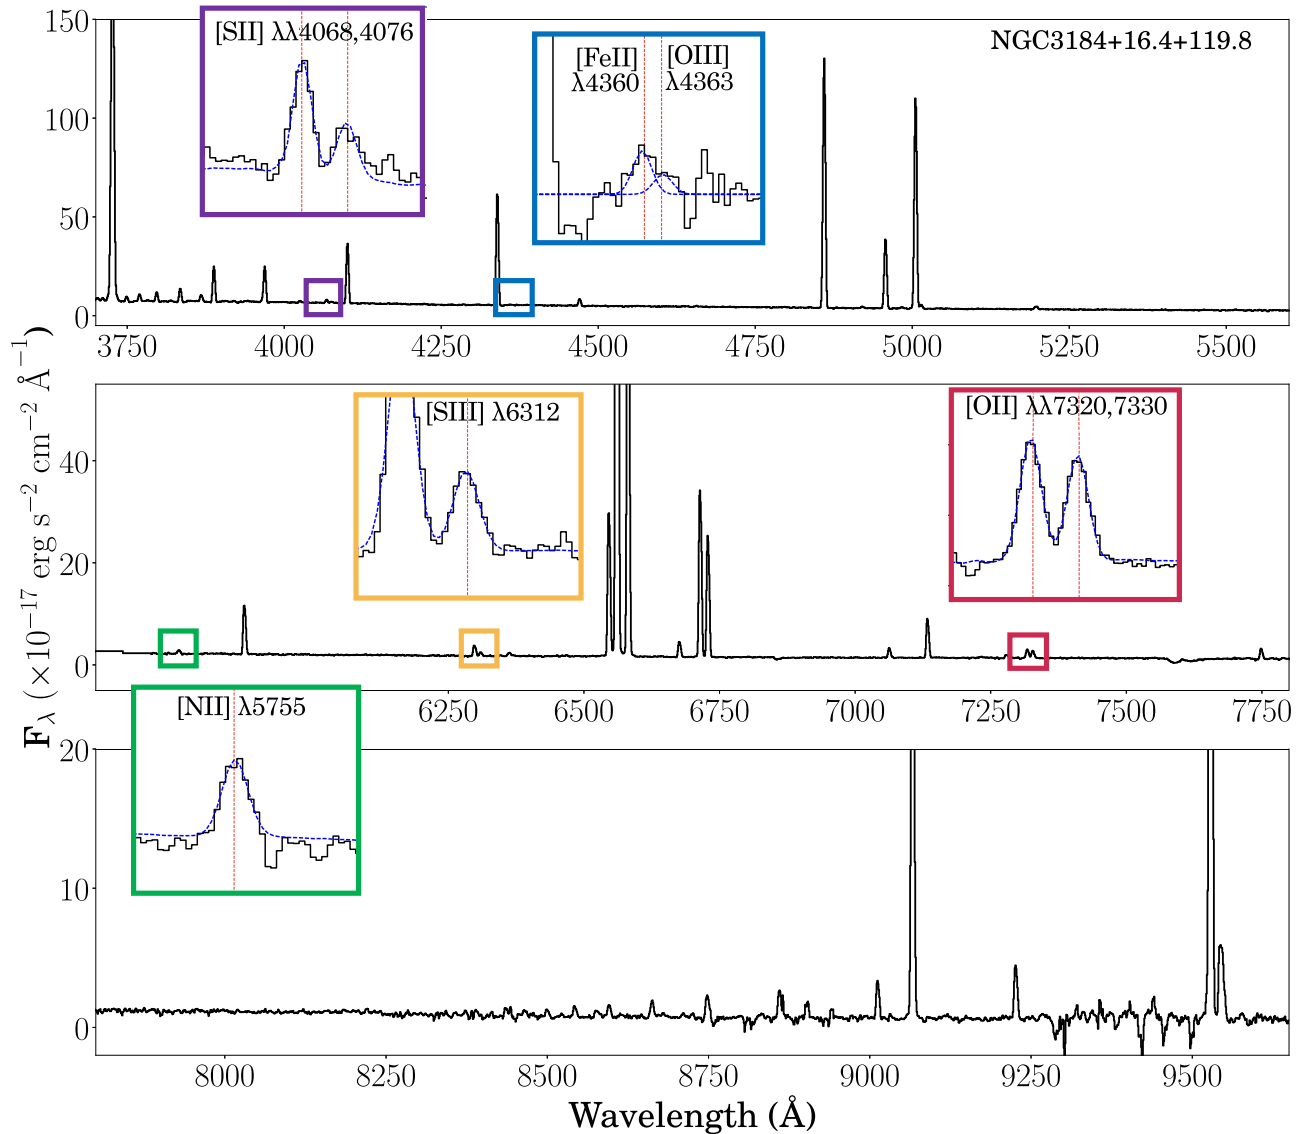 150
100
50
0
[SII] λλ4068,4076
[FeII] [OIII]
λ4360 λ4363
NGC3184+16.4+119.8
3750 4000 4250 4500 4750 5000 5250 5500
F_λ (×10⁻¹⁷ erg s⁻² cm⁻² Å⁻¹)
40
20
0
[SIII] λ6312
[OII] λλ7320,7330
6250 6500 6750 7000 7250 7500 7750
[NII] λ5755
20
10
0
8000 8250 8500 8750 9000 9250 9500
Wavelength (Å)